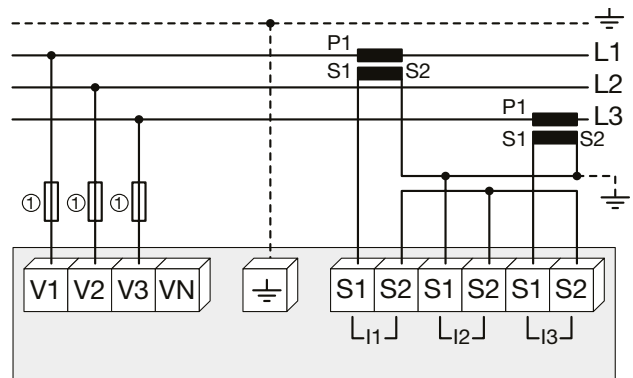 P1 L1
S1 S2
L2
P1 L3
S1 S2
① ① ①
V1 V2 V3 VN S1 S2 S1 S2 S1 S2
I1 I2 I3